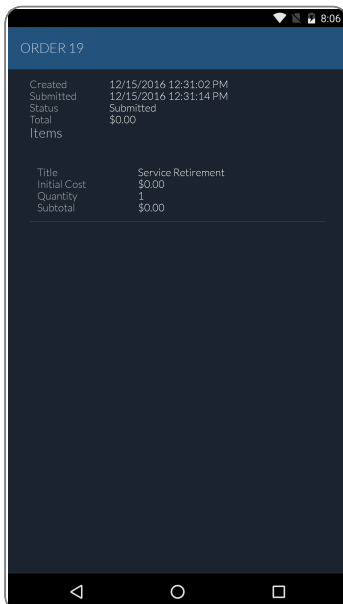 8:06
ORDER 19
Created 12/15/2016 12:31:02 PM
Submitted 12/15/2016 12:31:14 PM
Status Submitted
Total $0.00
Items
Title Service Retirement
Initial Cost $0.00
Quantity 1
Subtotal $0.00